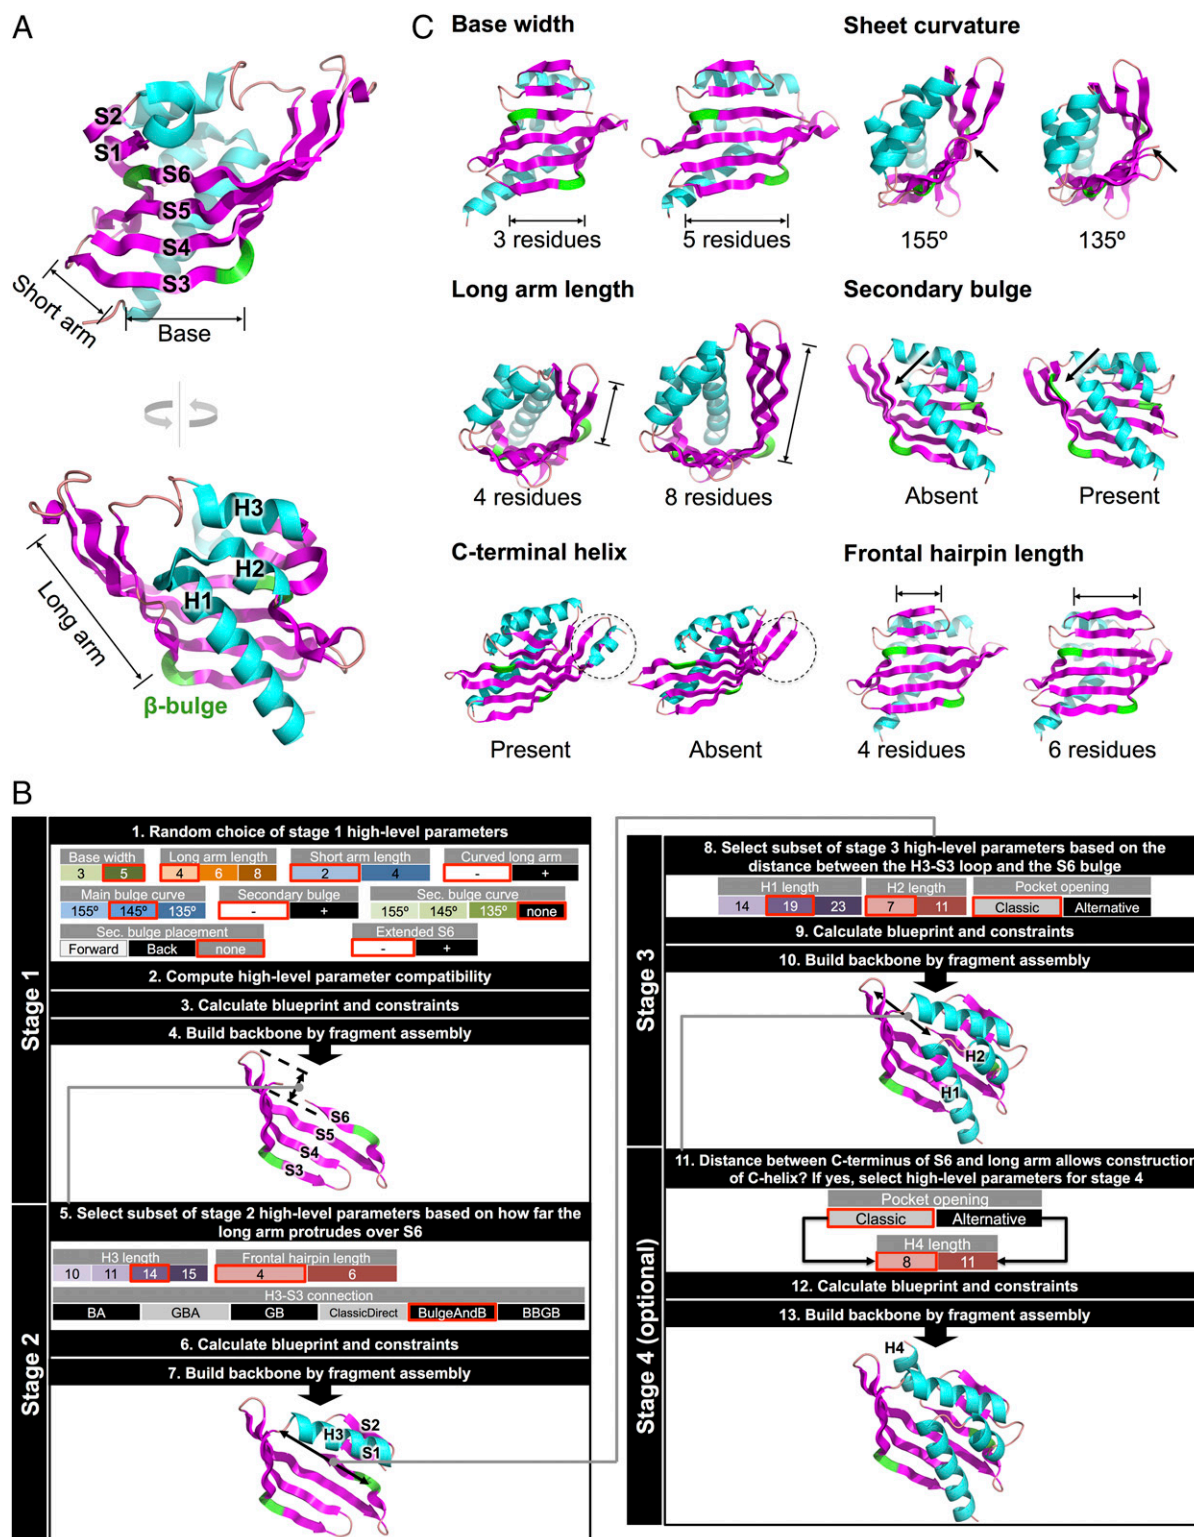 A
S2
S1
S6
S5
S4
S3
Short arm
Base
H3
H2
H1
Long arm
β-bulge
C
Base width
3 residues
5 residues
Sheet curvature
155º
135º
Long arm length
4 residues
8 residues
Secondary bulge
Absent
Present
C-terminal helix
Present
Absent
Frontal hairpin length
4 residues
6 residues
B
Stage 1
1. Random choice of stage 1 high-level parameters
Base width
3 5
Long arm length
4 6 8
Short arm length
2 4
Curved long arm
- +
Main bulge curve
155º 145º 135º
Secondary bulge
- +
Sec. bulge curve
155º 145º 135º none
Sec. bulge placement
Forward Back none
Extended S6
- +
2. Compute high-level parameter compatibility
3. Calculate blueprint and constraints
4. Build backbone by fragment assembly
S6
S5
S4
S3
Stage 2
5. Select subset of stage 2 high-level parameters based on how far the
long arm protrudes over S6
H3 length
10 11 14 15
Frontal hairpin length
4 6
H3-S3 connection
BA GBA GB ClassicDirect BulgeAndB BBGB
6. Calculate blueprint and constraints
7. Build backbone by fragment assembly
S2
H3
S1
Stage 3
8. Select subset of stage 3 high-level parameters based on the
distance between the H3-S3 loop and the S6 bulge
H1 length
14 19 23
H2 length
7 11
Pocket opening
Classic Alternative
9. Calculate blueprint and constraints
10. Build backbone by fragment assembly
H2
H1
Stage 4 (optional)
11. Distance between C-terminus of S6 and long arm allows construction
of C-helix? If yes, select high-level parameters for stage 4
Pocket opening
Classic Alternative
H4 length
8 11
12. Calculate blueprint and constraints
13. Build backbone by fragment assembly
H4